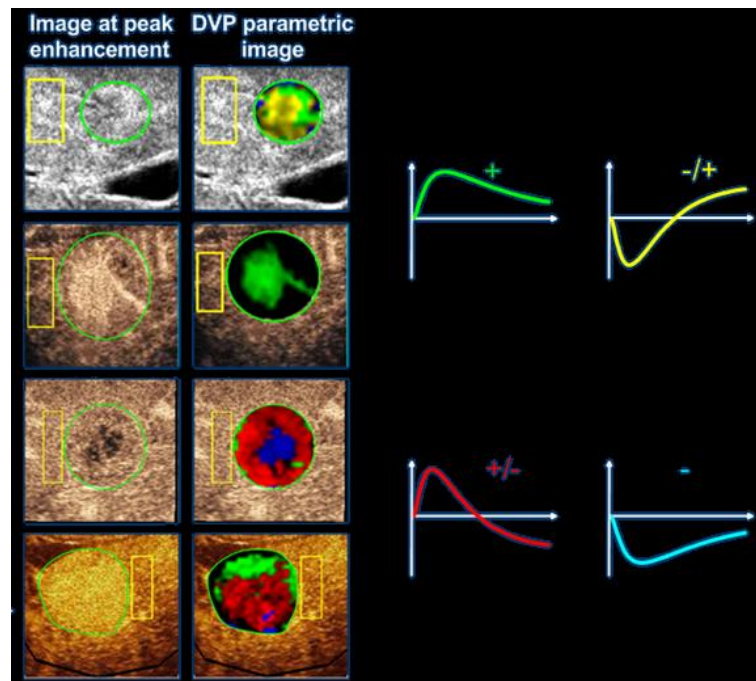 Image at peak
enhancement
DVP parametric
image
+
-/+
+/-
-